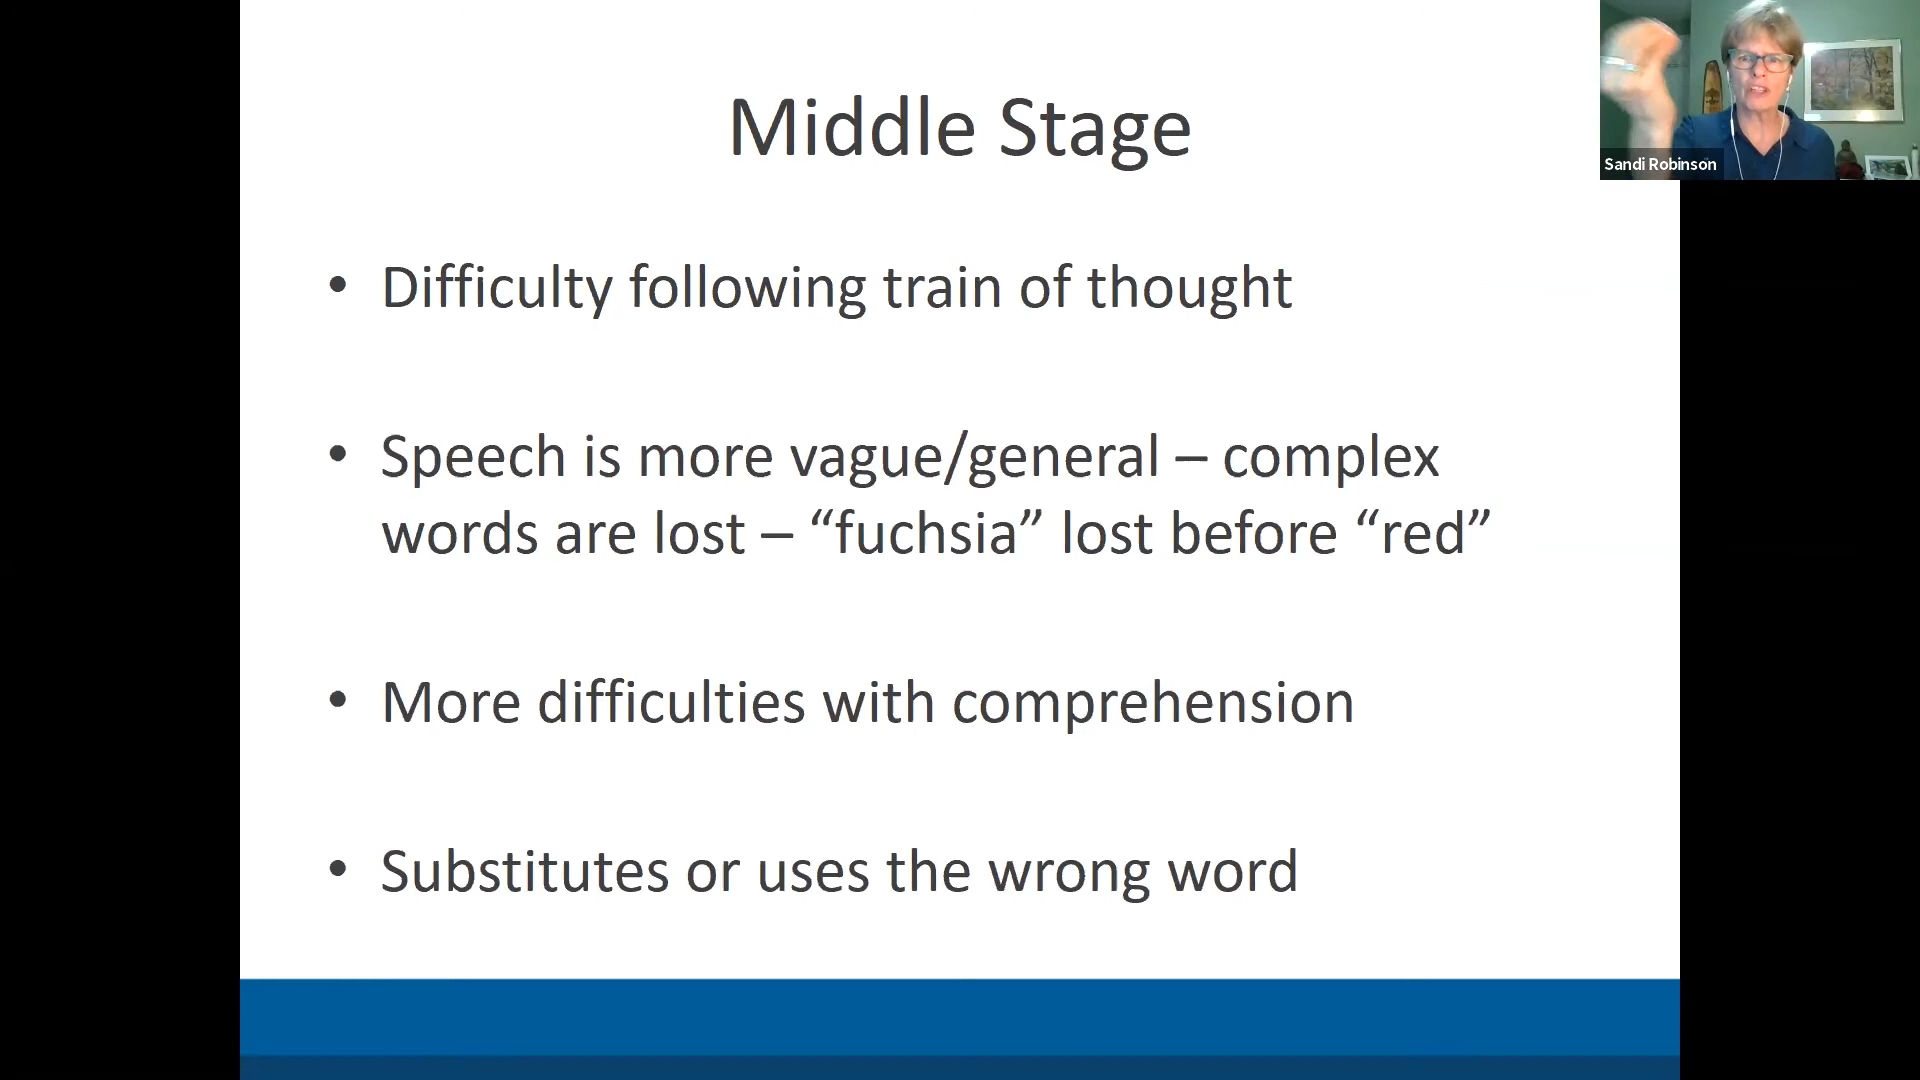 Middle Stage
• Difficulty following train of thought
• Speech is more vague/general – complex
words are lost – “fuchsia” lost before “red”
• More difficulties with comprehension
• Substitutes or uses the wrong word
Sandi Robinson